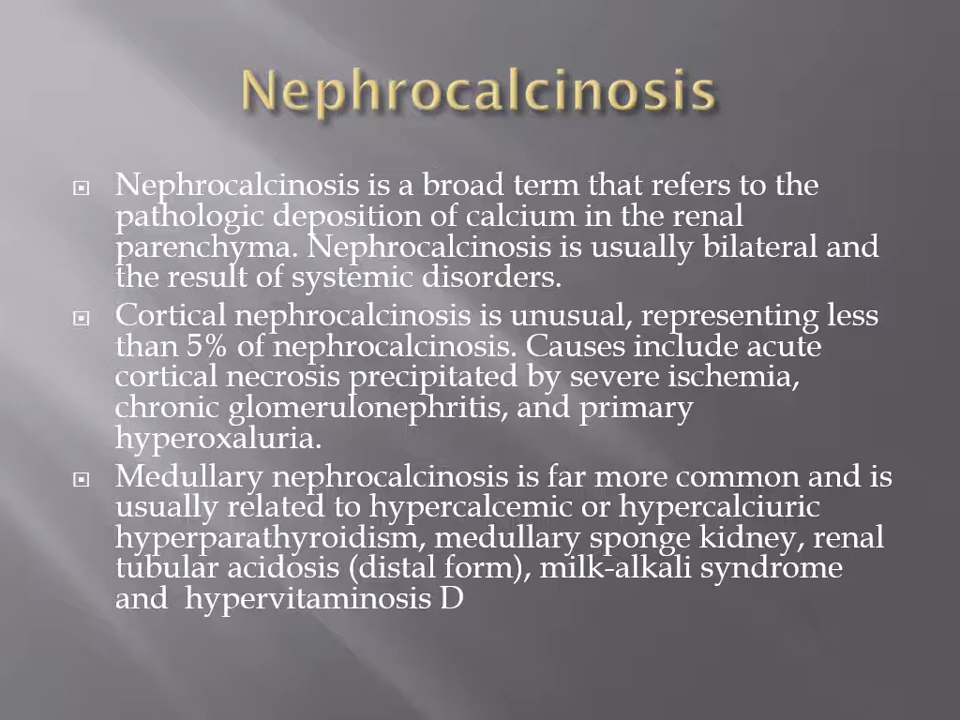 Nephrocalcinosis
Nephrocalcinosis is a broad term that refers to the
pathologic deposition of calcium in the renal
parenchyma. Nephrocalcinosis is usually bilateral and
the result of systemic disorders.
Cortical nephrocalcinosis is unusual, representing less
than 5% of nephrocalcinosis. Causes include acute
cortical necrosis precipitated by severe ischemia,
chronic glomerulonephritis, and primary
hyperoxaluria.
Medullary nephrocalcinosis is far more common and is
usually related to hypercalcemic or hypercalciuric
hyperparathyroidism, medullary sponge kidney, renal
tubular acidosis (distal form), milk-alkali syndrome
and  hypervitaminosis D